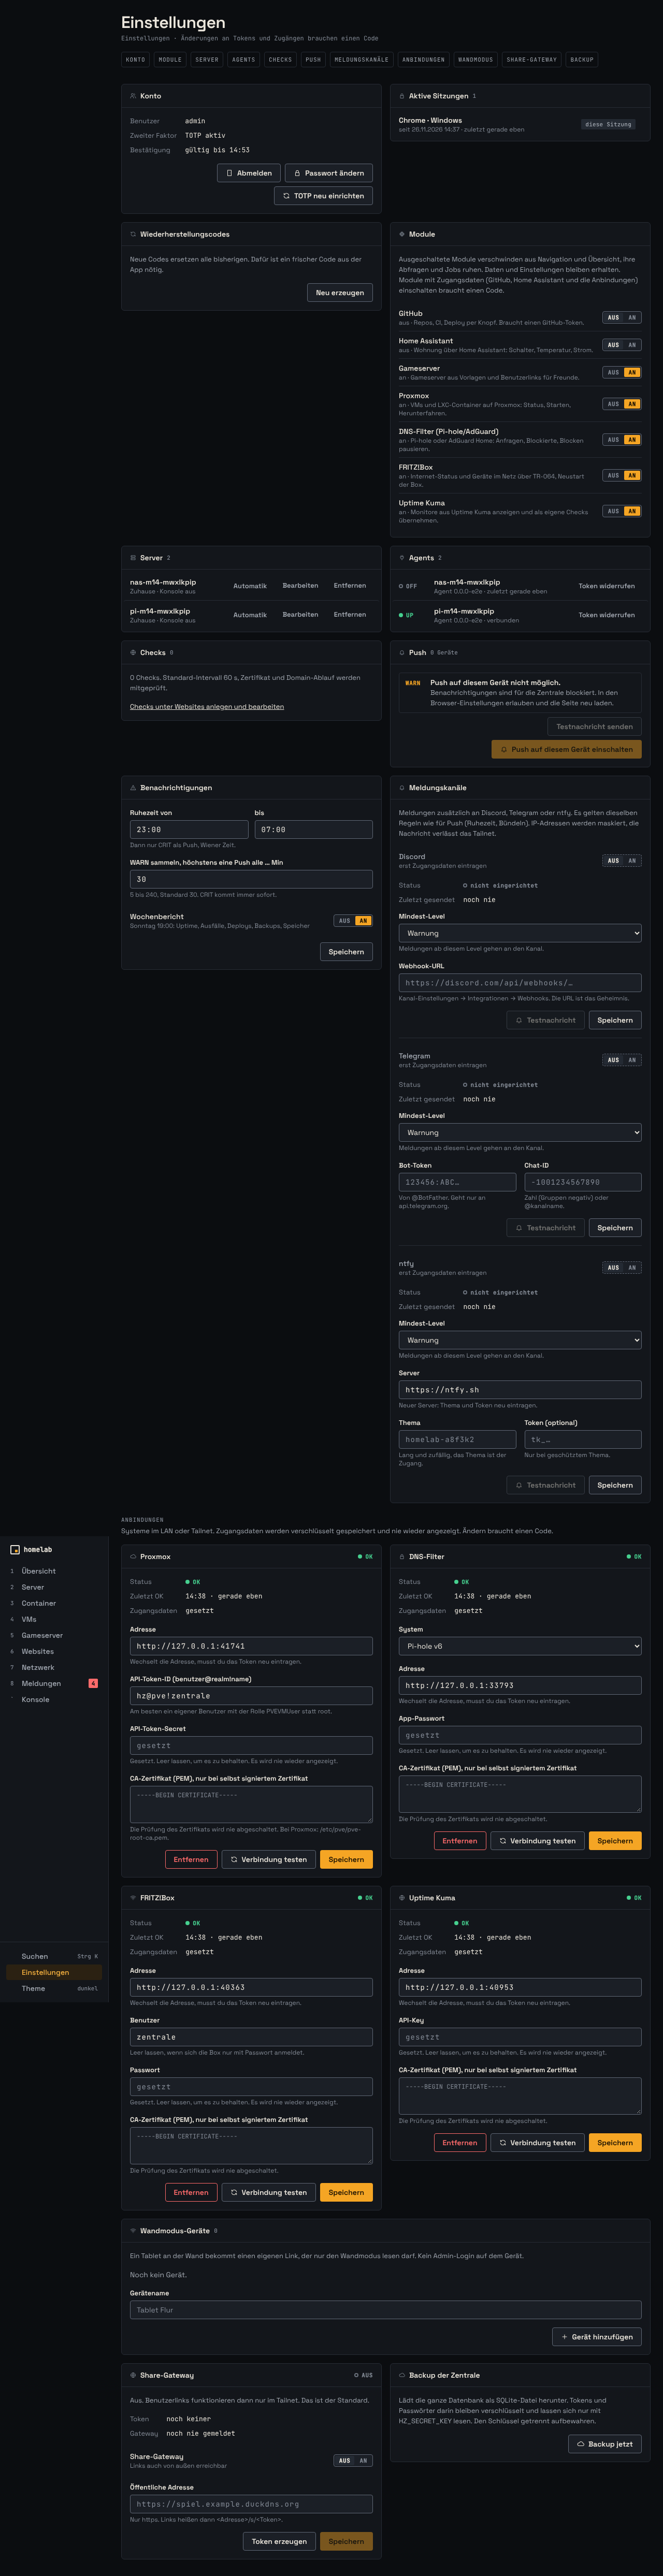 Einstellungen
Einstellungen · Änderungen an Tokens und Zugängen brauchen einen Code
KONTO
MODULE
SERVER
AGENTS
CHECKS
PUSH
MELDUNGSKANÄLE
ANBINDUNGEN
WANDMODUS
SHARE-GATEWAY
BACKUP
Konto
Benutzer admin
Zweiter Faktor TOTP aktiv
Bestätigung gültig bis 14:53
Abmelden
Passwort ändern
TOTP neu einrichten
Aktive Sitzungen 1
Chrome · Windows
seit 26.11.2026 14:37 · zuletzt gerade eben
diese Sitzung
Wiederherstellungscodes
Neue Codes ersetzen alle bisherigen. Dafür ist ein frischer Code aus der
App nötig.
Neu erzeugen
Module
Ausgeschaltete Module verschwinden aus Navigation und Übersicht, ihre
Abfragen und Jobs ruhen. Daten und Einstellungen bleiben erhalten.
Module mit Zugangsdaten (GitHub, Home Assistant und die Anbindungen)
einschalten braucht einen Code.
GitHub
aus · Repos, CI, Deploy per Knopf. Braucht einen GitHub-Token.
AUS AN
Home Assistant
aus · Wohnung über Home Assistant: Schalter, Temperatur, Strom.
AUS AN
Gameserver
an · Gameserver aus Vorlagen und Benutzerlinks für Freunde.
AUS AN
Proxmox
an · VMs und LXC-Container auf Proxmox: Status, Starten,
Herunterfahren.
AUS AN
DNS-Filter (Pi-hole/AdGuard)
an · Pi-hole oder AdGuard Home: Anfragen, Blockierte, Blocken
pausieren.
AUS AN
FRITZ!Box
an · Internet-Status und Geräte im Netz über TR-064, Neustart
der Box.
AUS AN
Uptime Kuma
an · Monitore aus Uptime Kuma anzeigen und als eigene Checks
übernehmen.
AUS AN
Server 2
nas-m14-mwxlkpip
Zuhause · Konsole aus
Automatik
Bearbeiten
Entfernen
pi-m14-mwxlkpip
Zuhause · Konsole aus
Automatik
Bearbeiten
Entfernen
Agents 2
OFF
nas-m14-mwxlkpip
Agent 0.0.0-e2e · zuletzt gerade eben
Token widerrufen
UP
pi-m14-mwxlkpip
Agent 0.0.0-e2e · verbunden
Token widerrufen
Checks 0
0 Checks. Standard-Intervall 60 s, Zertifikat und Domain-Ablauf werden
mitgeprüft.
Checks unter Websites anlegen und bearbeiten
Push 0 Geräte
WARN
Push auf diesem Gerät nicht möglich.
Benachrichtigungen sind für die Zentrale blockiert. In den
Browser-Einstellungen erlauben und die Seite neu laden.
Testnachricht senden
Push auf diesem Gerät einschalten
Benachrichtigungen
Ruhezeit von
bis
23:00
07:00
Dann nur CRIT als Push, Wiener Zeit.
WARN sammeln, höchstens eine Push alle … Min
30
5 bis 240, Standard 30. CRIT kommt immer sofort.
Wochenbericht
Sonntag 19:00: Uptime, Ausfälle, Deploys, Backups, Speicher
AUS AN
Speichern
Meldungskanäle
Meldungen zusätzlich an Discord, Telegram oder ntfy. Es gelten dieselben
Regeln wie für Push (Ruhezeit, Bündeln). IP-Adressen werden maskiert, die
Nachricht verlässt das Tailnet.
Discord
erst Zugangsdaten eintragen
AUS AN
Status nicht eingerichtet
Zuletzt gesendet noch nie
Mindest-Level
Warnung
Meldungen ab diesem Level gehen an den Kanal.
Webhook-URL
https://discord.com/api/webhooks/…
Kanal-Einstellungen → Integrationen → Webhooks. Die URL ist das Geheimnis.
Testnachricht
Speichern
Telegram
erst Zugangsdaten eintragen
AUS AN
Status nicht eingerichtet
Zuletzt gesendet noch nie
Mindest-Level
Warnung
Meldungen ab diesem Level gehen an den Kanal.
Bot-Token
Chat-ID
123456:ABC…
-1001234567890
Von @BotFather. Geht nur an
api.telegram.org.
Zahl (Gruppen negativ) oder
@kanalname.
Testnachricht
Speichern
ntfy
erst Zugangsdaten eintragen
AUS AN
Status nicht eingerichtet
Zuletzt gesendet noch nie
Mindest-Level
Warnung
Meldungen ab diesem Level gehen an den Kanal.
Server
https://ntfy.sh
Neuer Server: Thema und Token neu eintragen.
Thema
Token (optional)
homelab-a8f3k2
tk_…
Lang und zufällig, das Thema ist der
Zugang.
Nur bei geschütztem Thema.
Testnachricht
Speichern
ANBINDUNGEN
Systeme im LAN oder Tailnet. Zugangsdaten werden verschlüsselt gespeichert und nie wieder angezeigt. Ändern braucht einen Code.
homelab
1 Übersicht
2 Server
3 Container
4 VMs
5 Gameserver
6 Websites
7 Netzwerk
8 Meldungen 4
Konsole
Suchen Strg K
Einstellungen
Theme dunkel
Proxmox OK
Status OK
Zuletzt OK 14:38 · gerade eben
Zugangsdaten gesetzt
Adresse
http://127.0.0.1:41741
Wechselt die Adresse, musst du das Token neu eintragen.
API-Token-ID (benutzer@realm!name)
hz@pve!zentrale
Am besten ein eigener Benutzer mit der Rolle PVEVMUser statt root.
API-Token-Secret
gesetzt
Gesetzt. Leer lassen, um es zu behalten. Es wird nie wieder angezeigt.
CA-Zertifikat (PEM), nur bei selbst signiertem Zertifikat
-----BEGIN CERTIFICATE-----
Die Prüfung des Zertifikats wird nie abgeschaltet. Bei Proxmox: /etc/pve/pve-
root-ca.pem.
Entfernen
Verbindung testen
Speichern
DNS-Filter OK
Status OK
Zuletzt OK 14:38 · gerade eben
Zugangsdaten gesetzt
System
Pi-hole v6
Adresse
http://127.0.0.1:33793
Wechselt die Adresse, musst du das Token neu eintragen.
App-Passwort
gesetzt
Gesetzt. Leer lassen, um es zu behalten. Es wird nie wieder angezeigt.
CA-Zertifikat (PEM), nur bei selbst signiertem Zertifikat
-----BEGIN CERTIFICATE-----
Die Prüfung des Zertifikats wird nie abgeschaltet.
Entfernen
Verbindung testen
Speichern
FRITZ!Box OK
Status OK
Zuletzt OK 14:38 · gerade eben
Zugangsdaten gesetzt
Adresse
http://127.0.0.1:40363
Wechselt die Adresse, musst du das Token neu eintragen.
Benutzer
zentrale
Leer lassen, wenn sich die Box nur mit Passwort anmeldet.
Passwort
gesetzt
Gesetzt. Leer lassen, um es zu behalten. Es wird nie wieder angezeigt.
CA-Zertifikat (PEM), nur bei selbst signiertem Zertifikat
-----BEGIN CERTIFICATE-----
Die Prüfung des Zertifikats wird nie abgeschaltet.
Entfernen
Verbindung testen
Speichern
Uptime Kuma OK
Status OK
Zuletzt OK 14:38 · gerade eben
Zugangsdaten gesetzt
Adresse
http://127.0.0.1:40953
Wechselt die Adresse, musst du das Token neu eintragen.
API-Key
gesetzt
Gesetzt. Leer lassen, um es zu behalten. Es wird nie wieder angezeigt.
CA-Zertifikat (PEM), nur bei selbst signiertem Zertifikat
-----BEGIN CERTIFICATE-----
Die Prüfung des Zertifikats wird nie abgeschaltet.
Entfernen
Verbindung testen
Speichern
Wandmodus-Geräte 0
Ein Tablet an der Wand bekommt einen eigenen Link, der nur den Wandmodus lesen darf. Kein Admin-Login auf dem Gerät.
Noch kein Gerät.
Gerätename
Tablet Flur
Gerät hinzufügen
Share-Gateway AUS
Aus. Benutzerlinks funktionieren dann nur im Tailnet. Das ist der Standard.
Token noch keiner
Gateway noch nie gemeldet
Share-Gateway
Links auch von außen erreichbar
AUS AN
Öffentliche Adresse
https://spiel.example.duckdns.org
Nur https. Links heißen dann <Adresse>/s/<Token>.
Token erzeugen
Speichern
Backup der Zentrale
Lädt die ganze Datenbank als SQLite-Datei herunter. Tokens und
Passwörter darin bleiben verschlüsselt und lassen sich nur mit
HZ_SECRET_KEY lesen. Den Schlüssel getrennt aufbewahren.
Backup jetzt